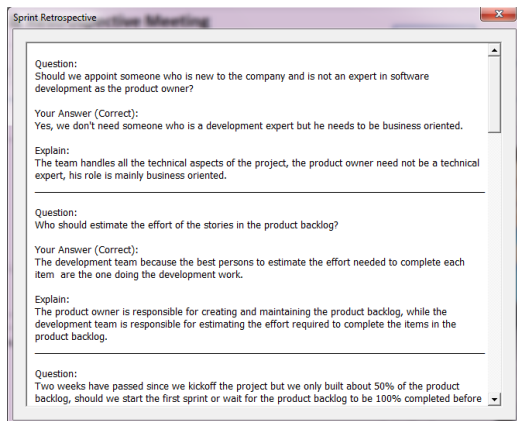 Sprint Retrospective
Retrospective Meeting
Question:
Should we appoint someone who is new to the company and is not an expert in software
development as the product owner?
Your Answer (Correct):
Yes, we don't need someone who is a development expert but he needs to be business oriented.
Explain:
The team handles all the technical aspects of the project, the product owner need not be a technical
expert, his role is mainly business oriented.
Question:
Who should estimate the effort of the stories in the product backlog?
Your Answer (Correct):
The development team because the best persons to estimate the effort needed to complete each
item  are the one doing the development work.
Explain:
The product owner is responsible for creating and maintaining the product backlog, while the
development team is responsible for estimating the effort required to complete the items in the
product backlog.
Question:
Two weeks have passed since we kickoff the project but we only built about 50% of the product
backlog, should we start the first sprint or wait for the product backlog to be 100% completed before